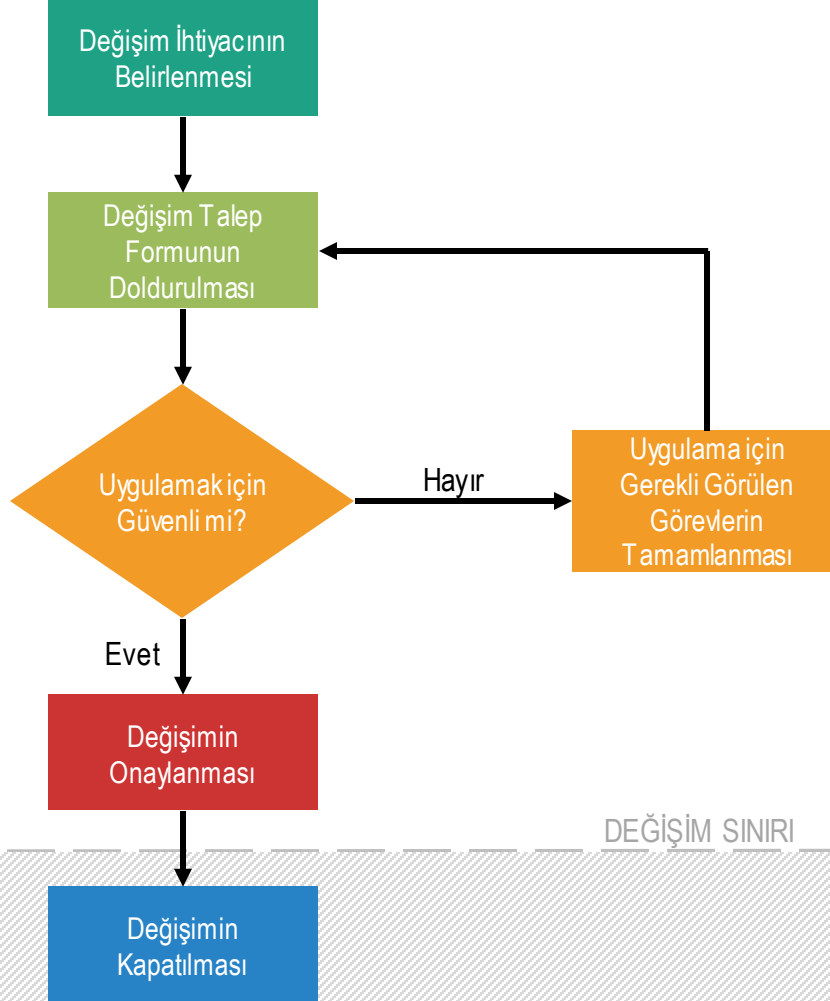 Değişim İhtiyacının
Belirlenmesi
Değişim Talep
Formunun
Doldurulması
Uygulamak için
Güvenli mi?
Hayır
Uygulama için
Gerekli Görülen
Görevlerin
Tamamlanması
Evet
Değişimin
Onaylanması
DEĞİŞİM SINIRI
Değişimin
Kapatılması